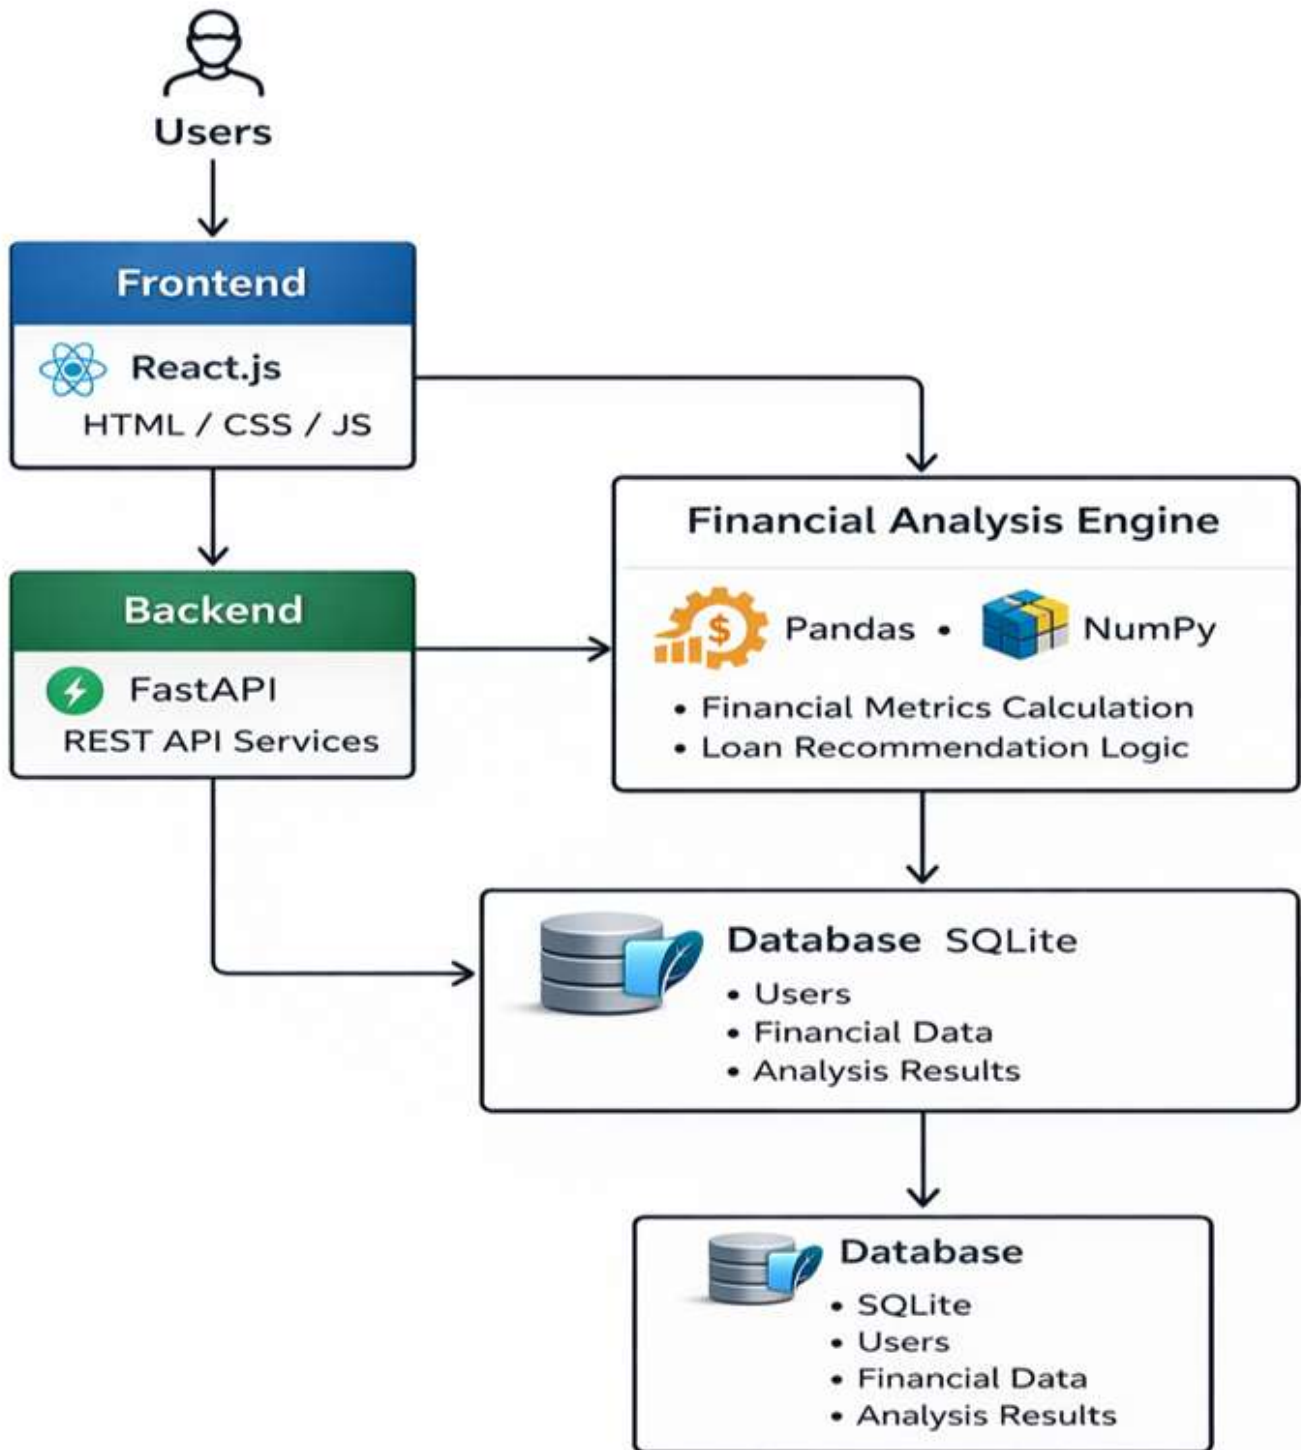 Users
Frontend
React.js
HTML / CSS / JS
Backend
FastAPI
REST API Services
Financial Analysis Engine
Pandas • NumPy
• Financial Metrics Calculation
• Loan Recommendation Logic
Database SQLite
• Users
• Financial Data
• Analysis Results
Database
• SQLite
• Users
• Financial Data
• Analysis Results